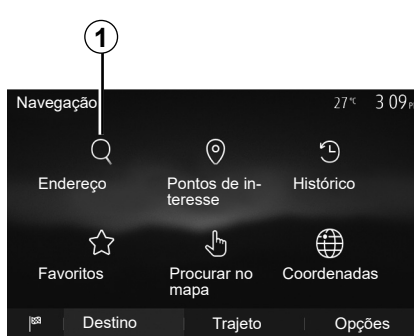 1
Navegação
27°c 3 09 P
Endereço
Pontos de in-
teresse
Histórico
Favoritos
Procurar no
mapa
Coordenadas
Destino
Trajeto
Opções